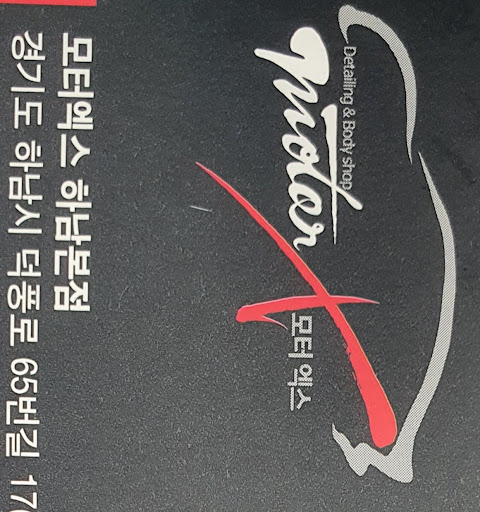 Detailing & Body shop
motor
모터 엑스
모터엑스 하남본점
경기도 하남시 덕풍로 65번길